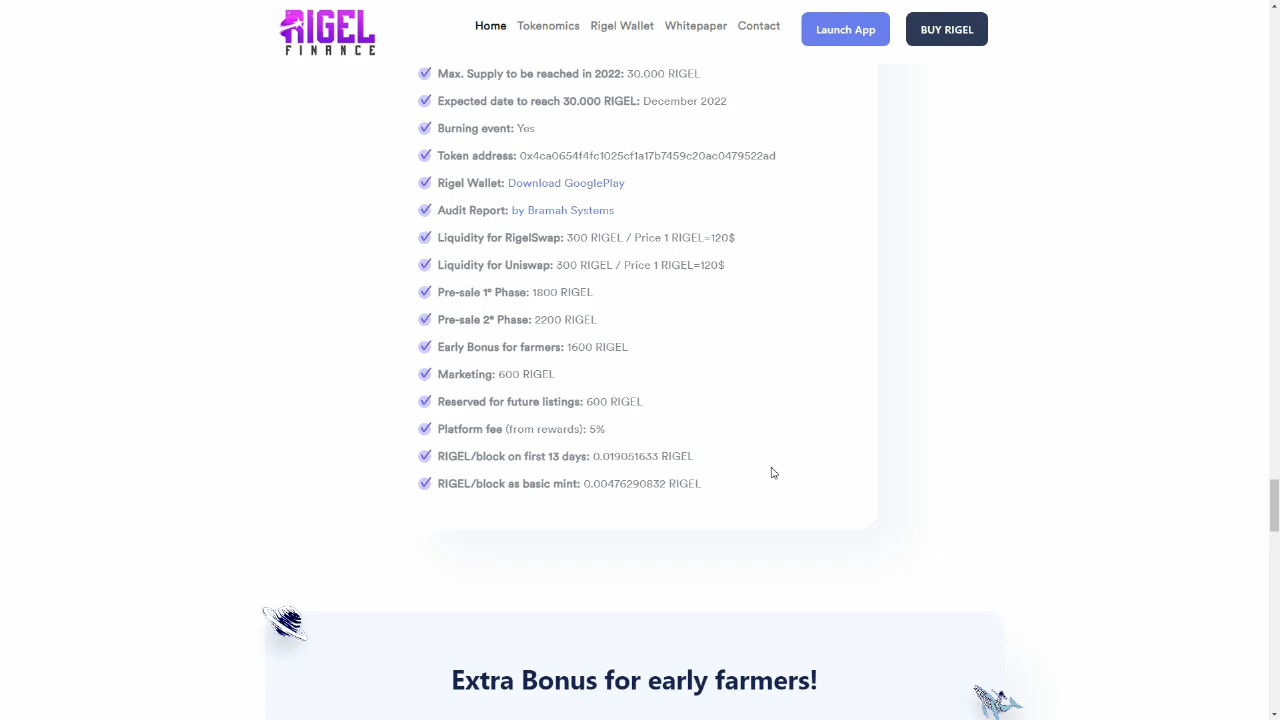 RIGEL
FINANCE
Home Tokenomics Rigel Wallet Whitepaper Contact Launch App BUY RIGEL
Max. Supply to be reached in 2022: 30.000 RIGEL
Expected date to reach 30.000 RIGEL: December 2022
Burning event: Yes
Token address: 0x4ca0654f4fc1025cf1a17b7459c20ac0479522ad
Rigel Wallet: Download GooglePlay
Audit Report: by Bramah Systems
Liquidity for RigelSwap: 300 RIGEL / Price 1 RIGEL=120$
Liquidity for Uniswap: 300 RIGEL / Price 1 RIGEL=120$
Pre-sale 1º Phase: 1800 RIGEL
Pre-sale 2º Phase: 2200 RIGEL
Early Bonus for farmers: 1600 RIGEL
Marketing: 600 RIGEL
Reserved for future listings: 600 RIGEL
Platform fee (from rewards): 5%
RIGEL/block on first 13 days: 0.019051633 RIGEL
RIGEL/block as basic mint: 0.00476290832 RIGEL
Extra Bonus for early farmers!